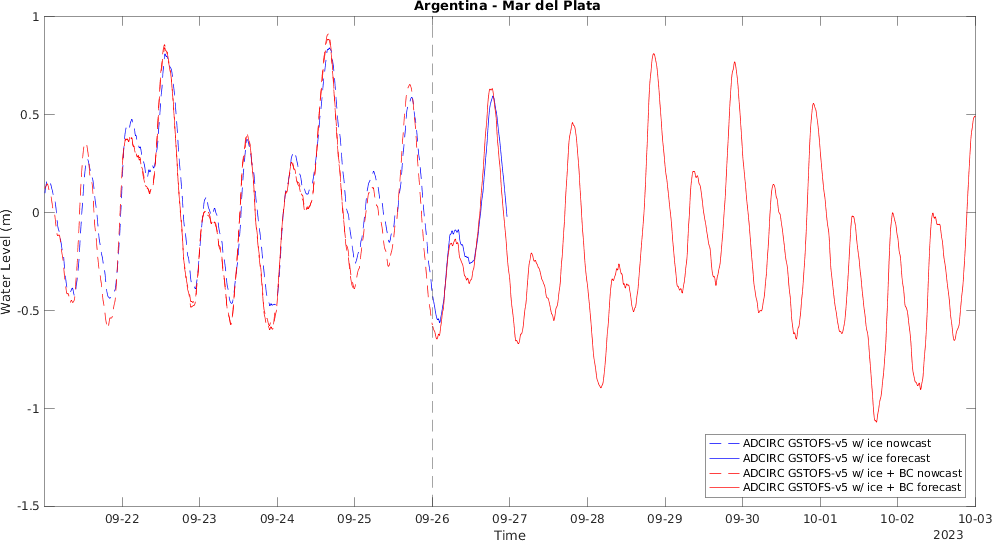 Argentina - Mar del Plata
1
0.5
0
-0.5
-1
-1.5
Water Level (m)
09-22 09-23 09-24 09-25 09-26 09-27 09-28 09-29 09-30 10-01 10-02 10-03
Time
2023
ADCIRC GSTOFS-v5 w/ ice nowcast
ADCIRC GSTOFS-v5 w/ ice forecast
ADCIRC GSTOFS-v5 w/ ice + BC nowcast
ADCIRC GSTOFS-v5 w/ ice + BC forecast